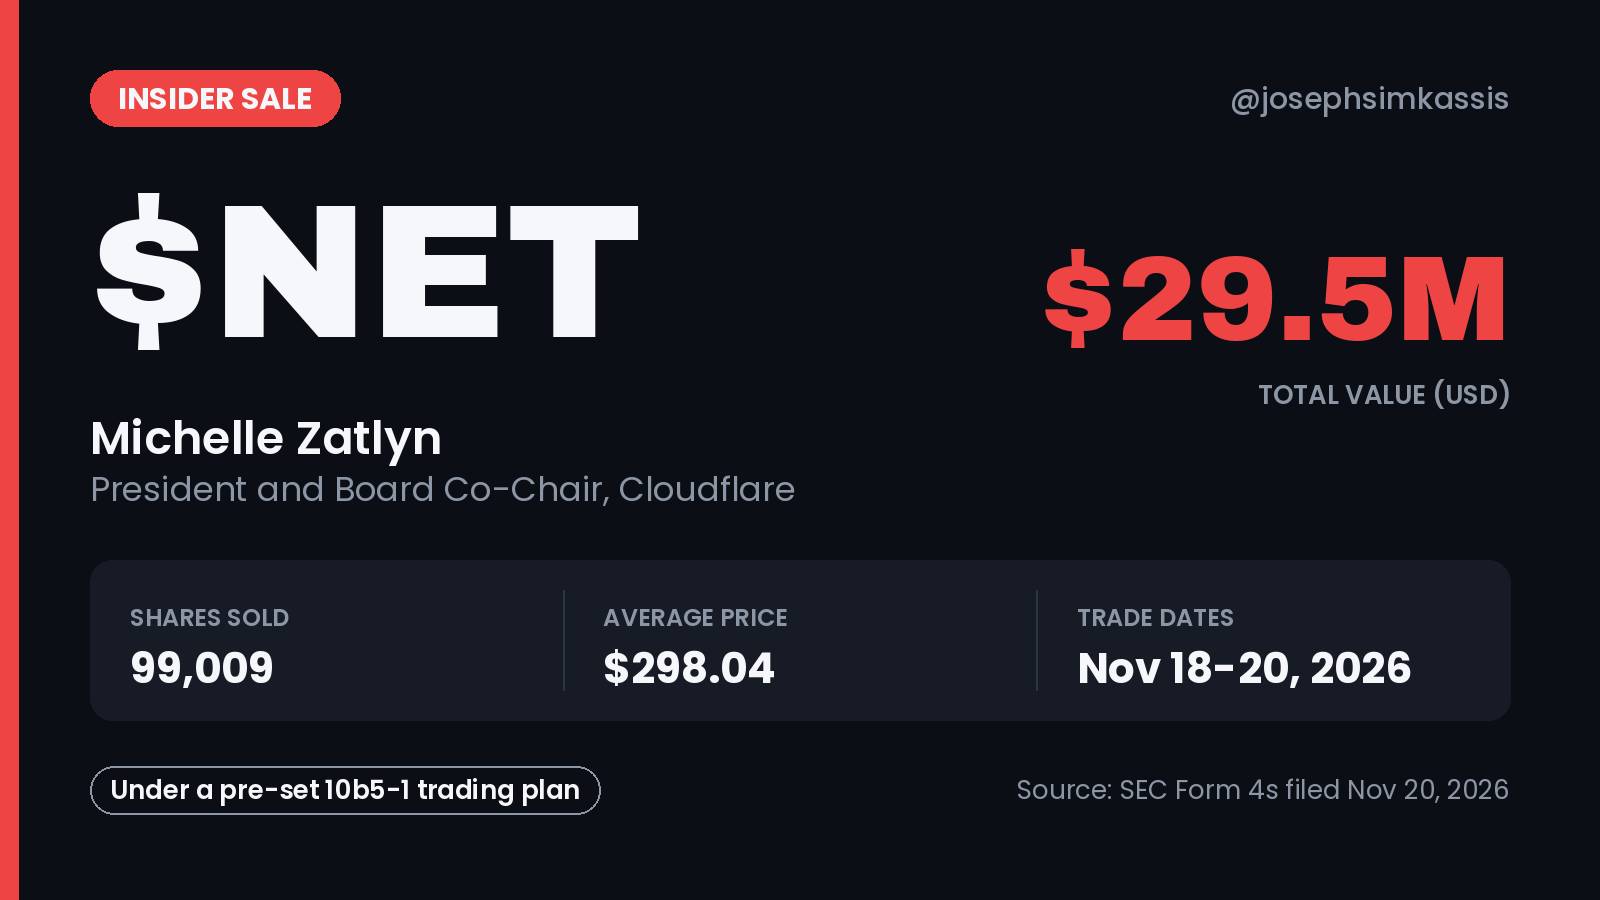 INSIDER SALE
@josephsimkassis
$NET
$29.5M
TOTAL VALUE (USD)
Michelle Zatlyn
President and Board Co-Chair, Cloudflare
SHARES SOLD
99,009
AVERAGE PRICE
$298.04
TRADE DATES
Nov 18-20, 2026
Under a pre-set 10b5-1 trading plan
Source: SEC Form 4s filed Nov 20, 2026